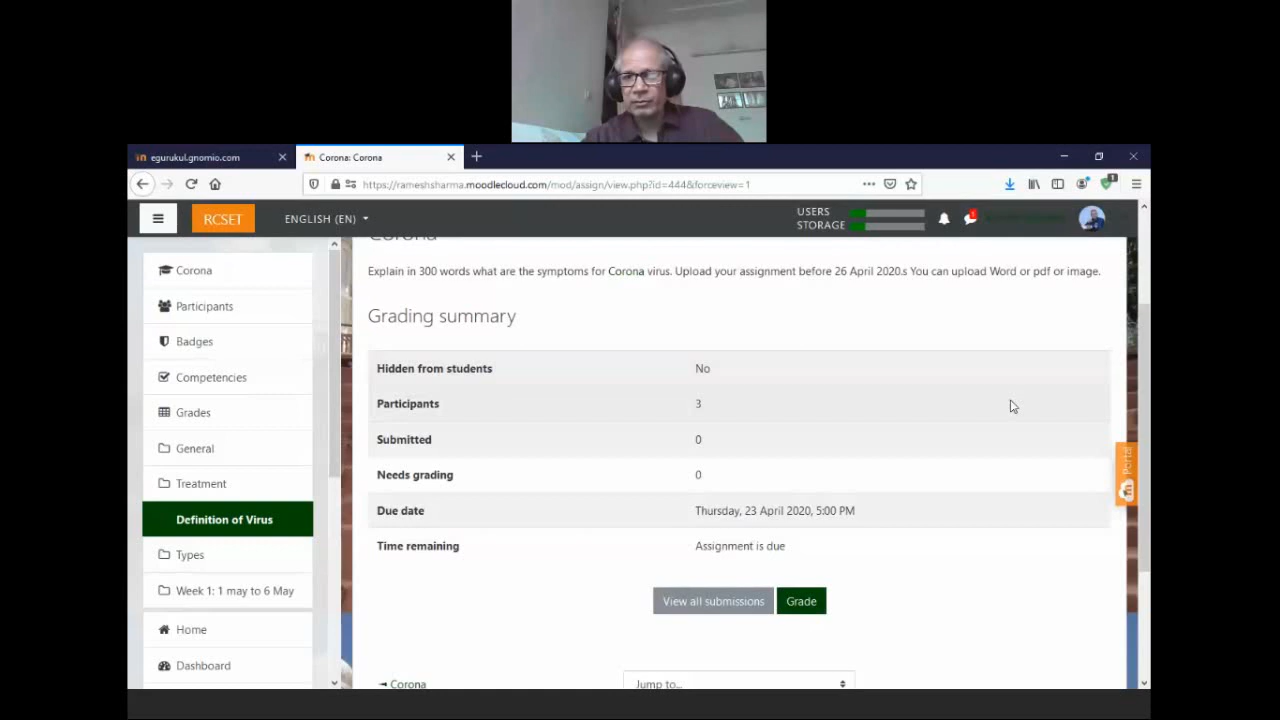 egurukul.gnomio.com
Corona: Corona
https://rameshsharma.moodlecloud.com/mod/assign/view.php?id=444&forceview=1
RCSET
ENGLISH (EN)
USERS
STORAGE
Corona
Participants
Badges
Competencies
Grades
General
Treatment
Definition of Virus
Types
Week 1: 1 may to 6 May
Home
Dashboard
Corona
Explain in 300 words what are the symptoms for Corona virus. Upload your assignment before 26 April 2020.s You can upload Word or pdf or image.
Grading summary
Hidden from students No
Participants 3
Submitted 0
Needs grading 0
Due date Thursday, 23 April 2020, 5:00 PM
Time remaining Assignment is due
View all submissions Grade
◄ Corona
Jump to...
Portal